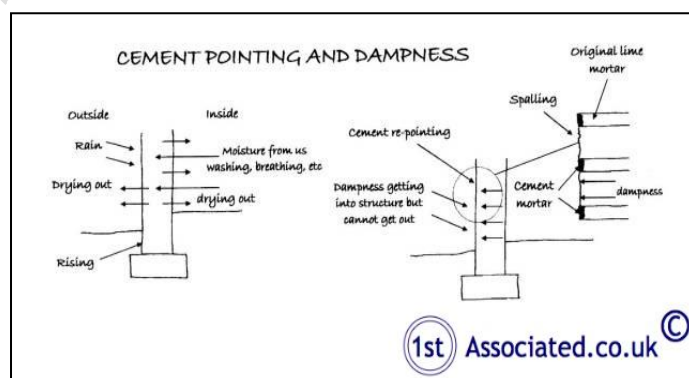 CEMENT POINTING AND DAMPNESS
Outside
Inside
Rain
Moisture from us
washing, breathing, etc
Drying out
drying out
Rising
Original lime
mortar
Spalling
Cement re-pointing
Cement
mortar
dampness
Dampness getting
into structure but
cannot get out
1st Associated.co.uk ©